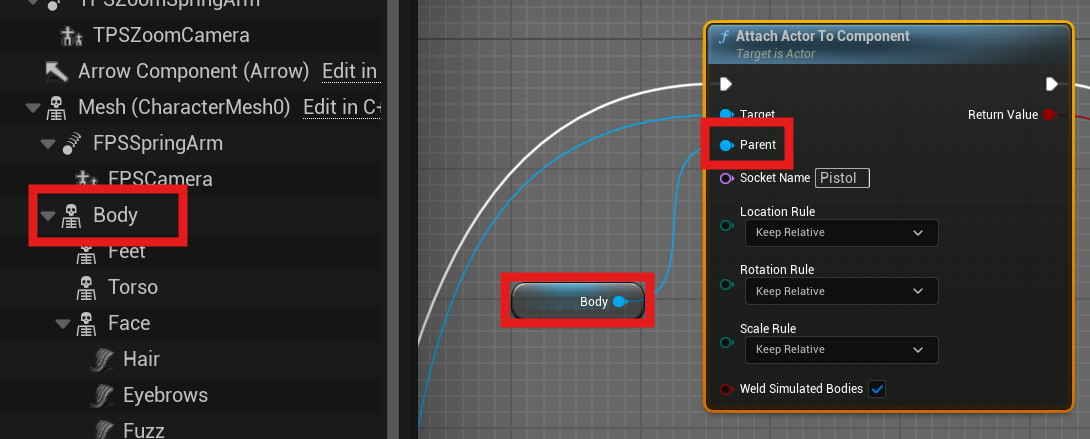 TPSZoomSpringArm
TPSZoomCamera
Arrow Component (Arrow) Edit in
Mesh (CharacterMesh0) Edit in C+
FPSSpringArm
FPSCamera
Body
Feet
Torso
Face
Hair
Eyebrows
Fuzz
Body
f Attach Actor To Component
Target is Actor
Target
Return Value
Parent
Socket Name Pistol
Location Rule
Keep Relative
Rotation Rule
Keep Relative
Scale Rule
Keep Relative
Weld Simulated Bodies